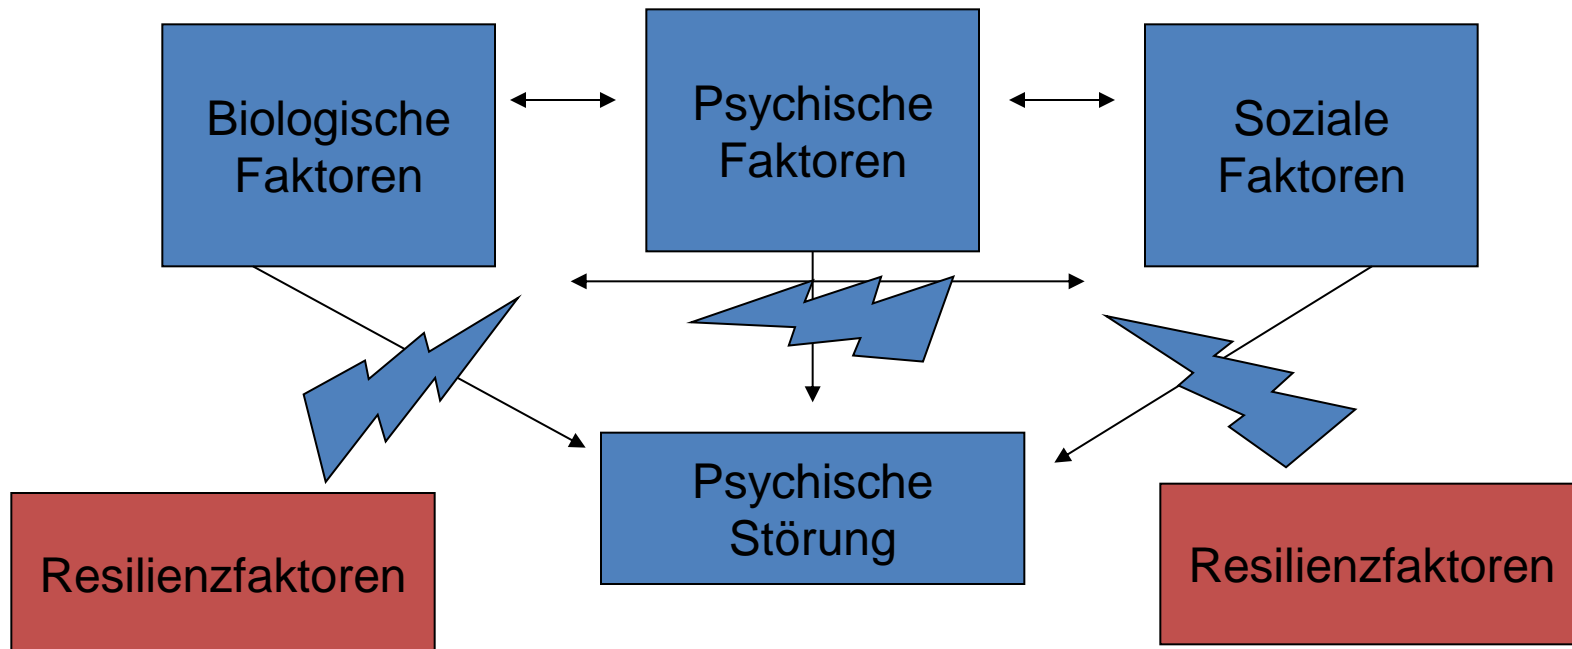 Biologische
Faktoren
Psychische
Faktoren
Soziale
Faktoren
Psychische
Störung
Resilienzfaktoren
Resilienzfaktoren